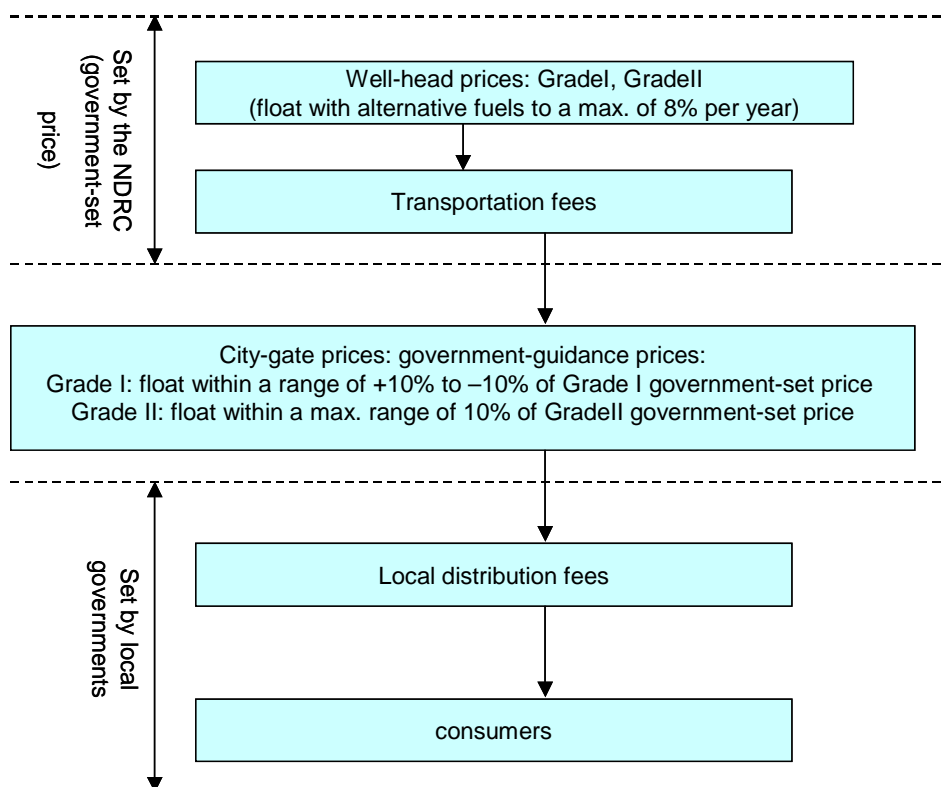 Set by the NDRC
(government-set
price)
Well-head prices: GradeI, GradeII
(float with alternative fuels to a max. of 8% per year)
Transportation fees
City-gate prices: government-guidance prices:
Grade I: float within a range of +10% to –10% of Grade I government-set price
Grade II: float within a max. range of 10% of GradeII government-set price
Set by local
governments
Local distribution fees
consumers